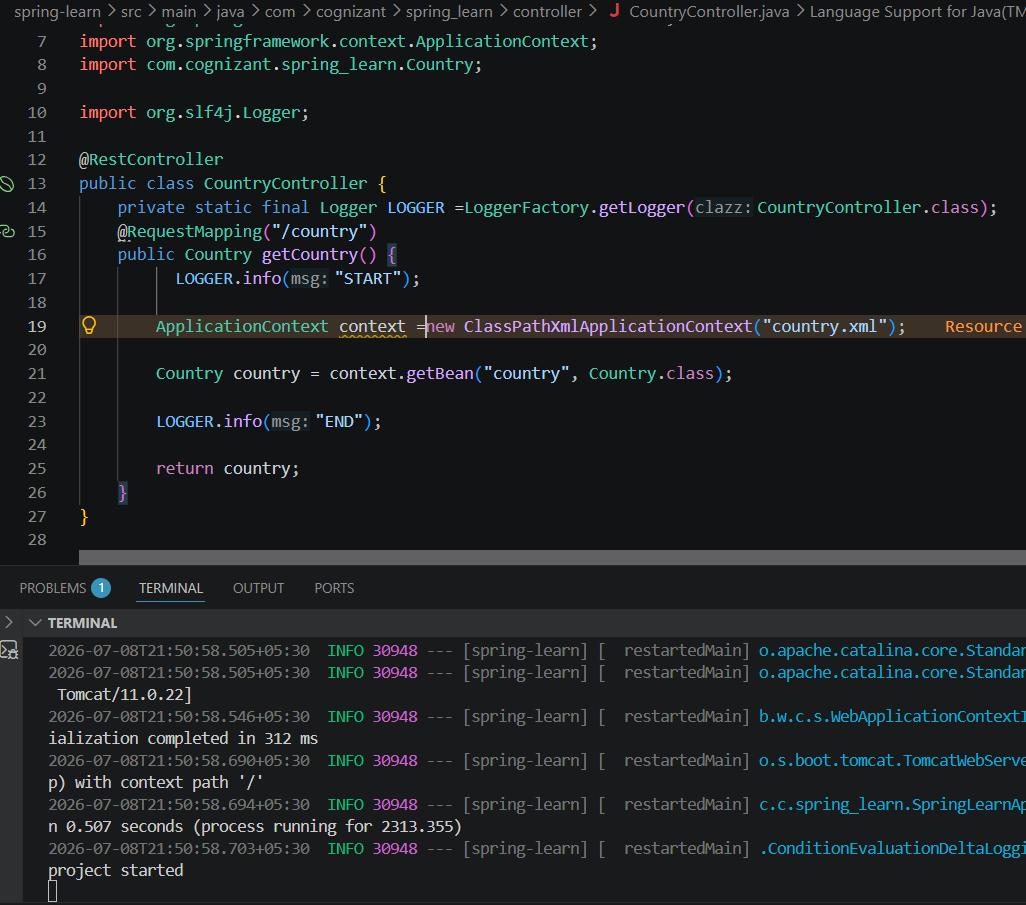 spring-learn > src > main > java > com > cognizant > spring_learn > controller > J CountryController.java > Language Support for Java(TM
7 import org.springframework.context.ApplicationContext;
8 import com.cognizant.spring_learn.Country;
9
10 import org.slf4j.Logger;
11
12 @RestController
13 public class CountryController {
14 private static final Logger LOGGER =LoggerFactory.getLogger(clazz:CountryController.class);
15 @RequestMapping("/country")
16 public Country getCountry() {
17 LOGGER.info(msg:"START");
18
19 ApplicationContext context =new ClassPathXmlApplicationContext("country.xml"); Resource
20
21 Country country = context.getBean("country", Country.class);
22
23 LOGGER.info(msg:"END");
24
25 return country;
26 }
27 }
28
PROBLEMS 1 TERMINAL OUTPUT PORTS
TERMINAL
2026-07-08T21:50:58.505+05:30 INFO 30948 --- [spring-learn] [ restartedMain] o.apache.catalina.core.Standar
2026-07-08T21:50:58.505+05:30 INFO 30948 --- [spring-learn] [ restartedMain] o.apache.catalina.core.Standar
Tomcat/11.0.22]
2026-07-08T21:50:58.546+05:30 INFO 30948 --- [spring-learn] [ restartedMain] b.w.c.s.WebApplicationContextI
ialization completed in 312 ms
2026-07-08T21:50:58.690+05:30 INFO 30948 --- [spring-learn] [ restartedMain] o.s.boot.tomcat.TomcatWebServe
p) with context path '/'
2026-07-08T21:50:58.694+05:30 INFO 30948 --- [spring-learn] [ restartedMain] c.c.spring_learn.SpringLearnAp
n 0.507 seconds (process running for 2313.355)
2026-07-08T21:50:58.703+05:30 INFO 30948 --- [spring-learn] [ restartedMain] .ConditionEvaluationDeltaLoggi
project started